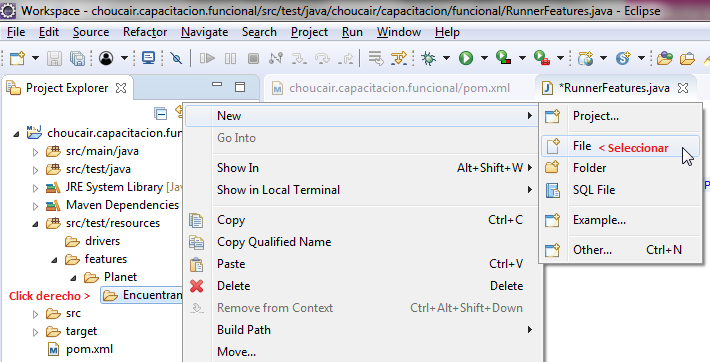 Workspace - choucair.capacitacion.funcional/src/test/java/choucair/capacitacion/funcional/RunnerFeatures.java - Eclipse
File Edit Source Refactor Navigate Search Project Run Window Help
Project Explorer
choucair.capacitacion.funcional/pom.xml
*RunnerFeatures.java
choucair.capacitacion.fun
src/main/java
src/test/java
JRE System Library [Jav
Maven Dependencies
src/test/resources
drivers
features
Planet
Click derecho >
Encuentran
src
target
pom.xml
New
Go Into
Show In Alt+Shift+W
Show in Local Terminal
Copy Ctrl+C
Copy Qualified Name
Paste Ctrl+V
Delete Delete
Remove from Context Ctrl+Alt+Shift+Down
Build Path
Move...
Project...
File < Seleccionar
Folder
SQL File
Example...
Other... Ctrl+N